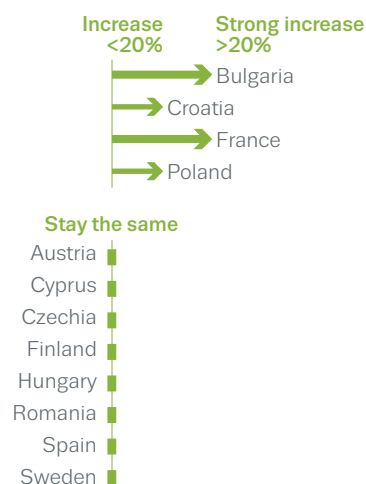 Increase Strong increase
<20% >20%
Bulgaria
Croatia
France
Poland
Stay the same
Austria
Cyprus
Czechia
Finland
Hungary
Romania
Spain
Sweden